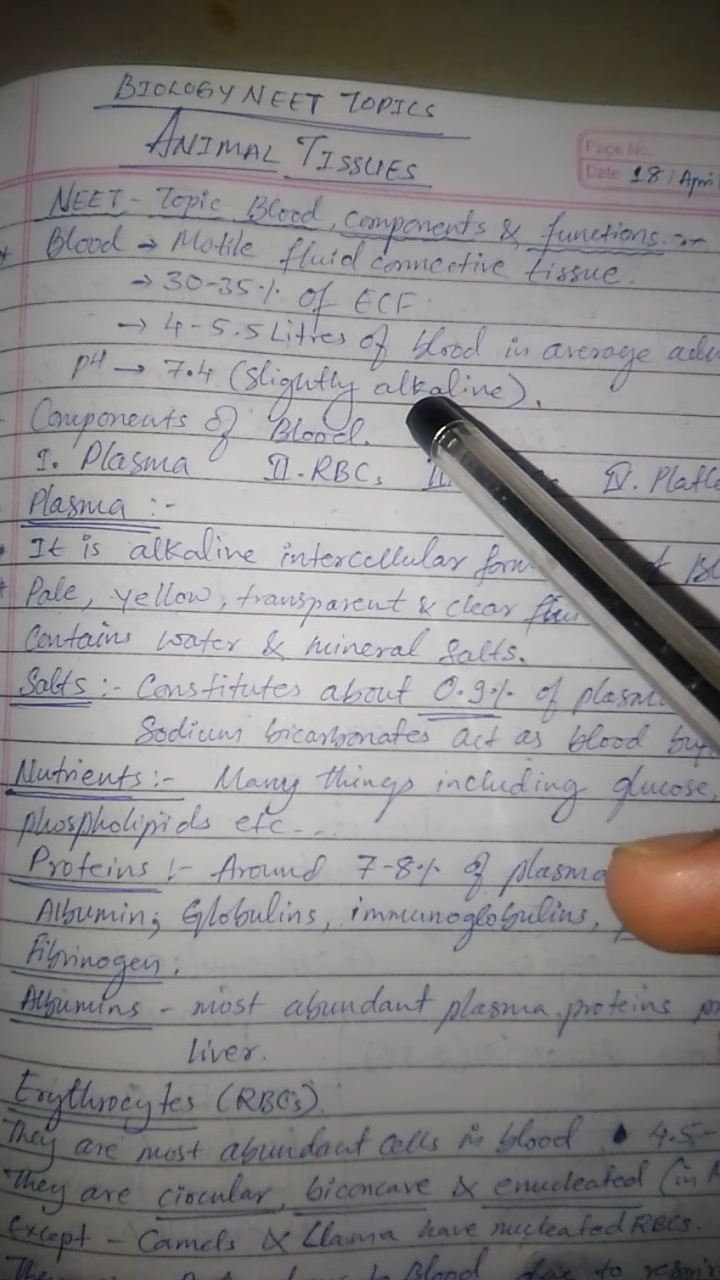 BIOLOGY NEET TOPICS
ANIMAL TISSUES
Page No.
Date 18 / April
NEET - Topic Blood, components & functions :-
Blood → Motile fluid connective tissue.
→ 30-35% of ECF
→ 4-5.5 Litres of blood in average
pH → 7.4 (slightly alkaline).
Components of Blood.
I. Plasma II. RBCs III. IV.
Plasma :-
It is alkaline intercellular
Pale, yellow, transparent & clear
Contains water & mineral salts.
Salts :- Constitutes about 0.9% of
Sodium bicarbonates act as blood
Nutrients :- Many things including glucose,
phospholipids etc...
Proteins :- Around 7-8% of plasma
Albumin, Globulins, immunoglobulins,
fibrinogen.
Albumins - most abundant plasma proteins
liver.
Erythrocytes (RBCs)
They are most abundant cells in blood • 4.5-
They are circular, biconcave & enucleated (in
Except - Camels & Llama have nucleated RBCs.